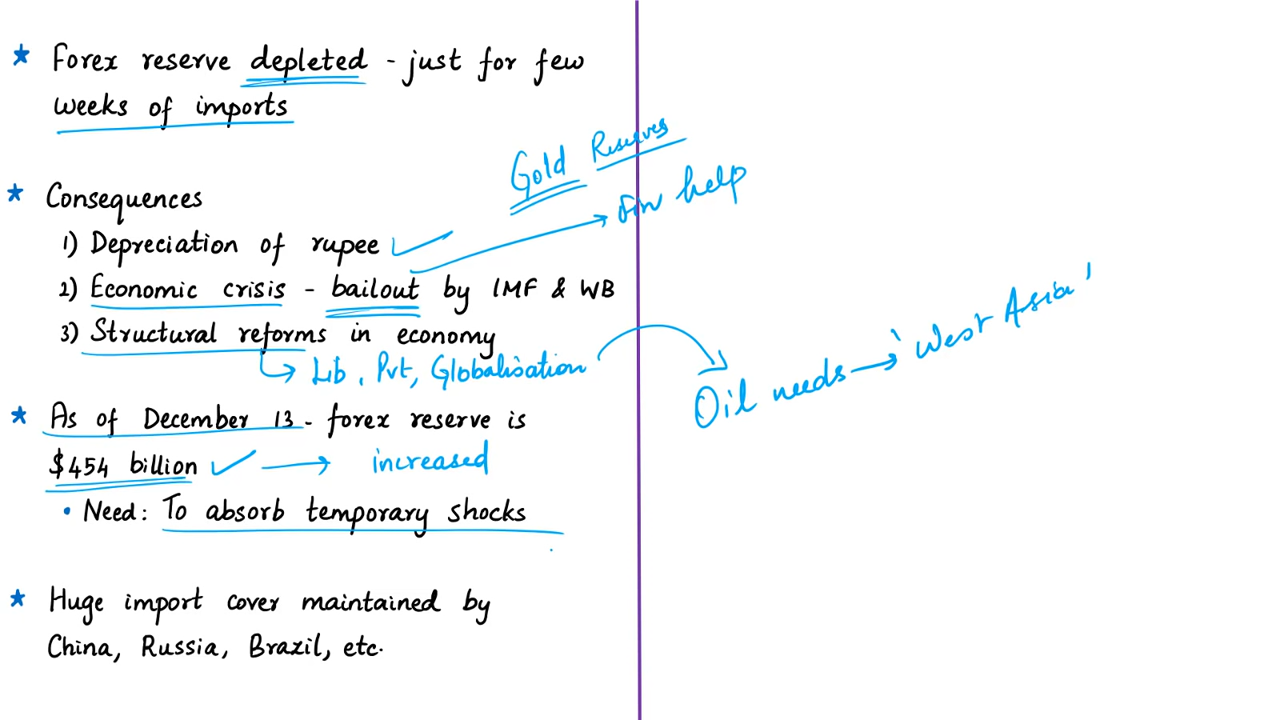 * Forex reserve depleted - just for few
weeks of imports
Gold Reserves
* Consequences
1) Depreciation of rupee ✓
→ Fin help
2) Economic crisis - bailout by IMF & WB
3) Structural reforms in economy
↳ Lib, Pvt, Globalisation
Oil needs → 'West Asia'
* As of December 13 - forex reserve is
$454 billion ✓ → increased
• Need: To absorb temporary shocks
* Huge import cover maintained by
China, Russia, Brazil, etc.